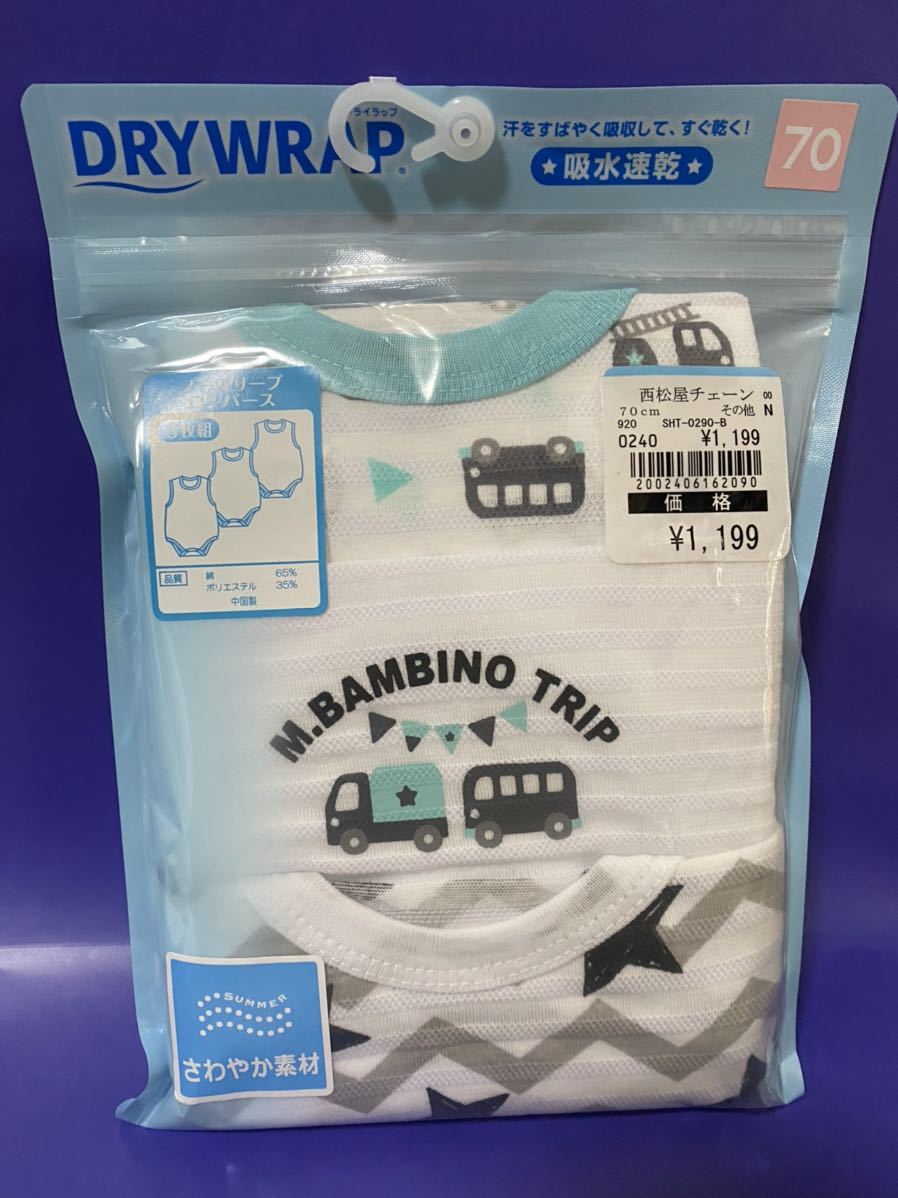 ライラップ
DRYWRAP®
汗をすばやく吸収して、すぐ乾く!
★吸水速乾★
70
西松屋チェーン 00
70cm その他 N
920 SHT-0290-B
0240 ¥1,199
2002406162090
価格
¥1,199
枚組
品質 綿 65%
ポリエステル 35%
中国製
M.BAMBINO TRIP
SUMMER
さわやか素材